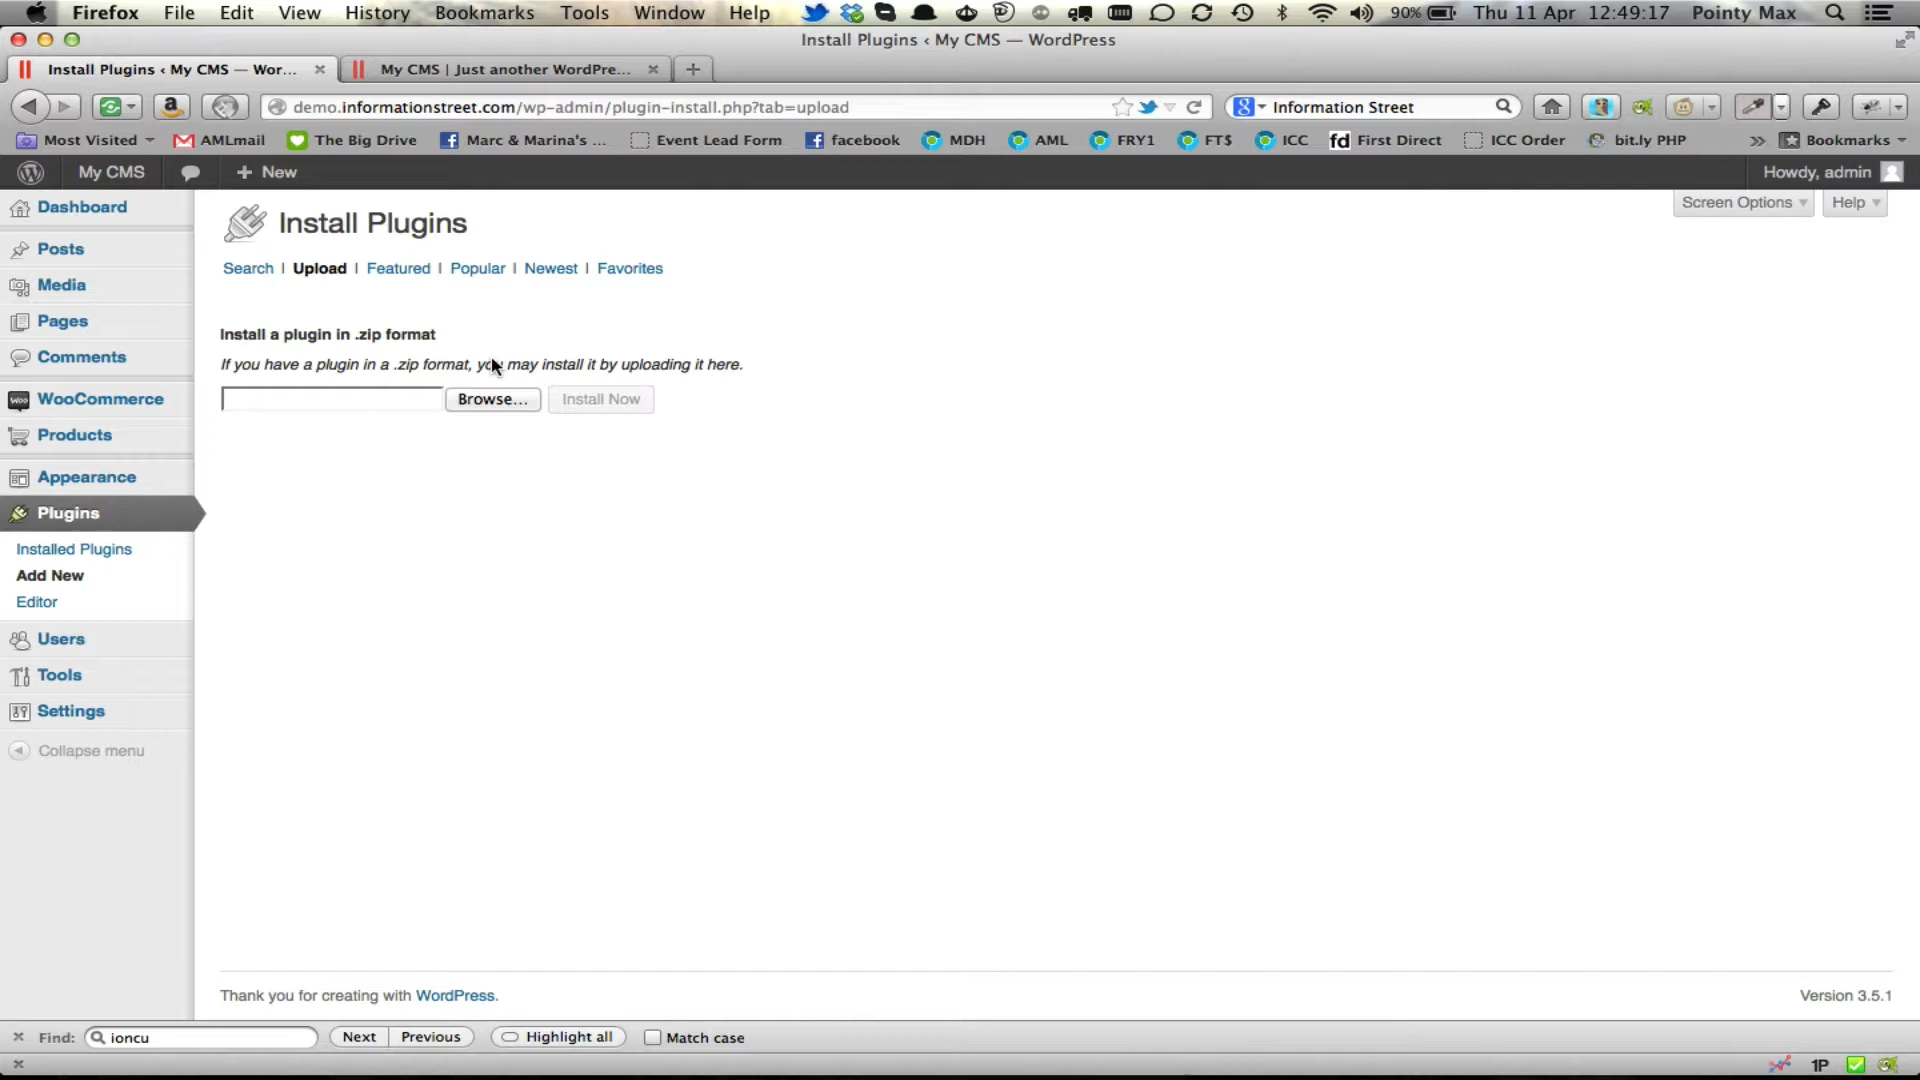 Firefox File Edit View History Bookmarks Tools Window Help 90% Thu 11 Apr 12:49:17 Pointy Max
Install Plugins ‹ My CMS — WordPress
Install Plugins ‹ My CMS — Wor... My CMS | Just another WordPre...
demo.informationstreet.com/wp-admin/plugin-install.php?tab=upload Information Street
Most Visited AMLmail The Big Drive Marc & Marina's ... Event Lead Form facebook MDH AML FRY1 FT$ ICC fd First Direct ICC Order bit.ly PHP » Bookmarks
My CMS + New Howdy, admin
Screen Options Help
Dashboard
Posts
Media
Pages
Comments
WooCommerce
Products
Appearance
Plugins
Installed Plugins
Add New
Editor
Users
Tools
Settings
Collapse menu
Install Plugins
Search | Upload | Featured | Popular | Newest | Favorites
Install a plugin in .zip format
If you have a plugin in a .zip format, you may install it by uploading it here.
Browse... Install Now
Thank you for creating with WordPress. Version 3.5.1
Find: ioncu Next Previous Highlight all Match case
1P